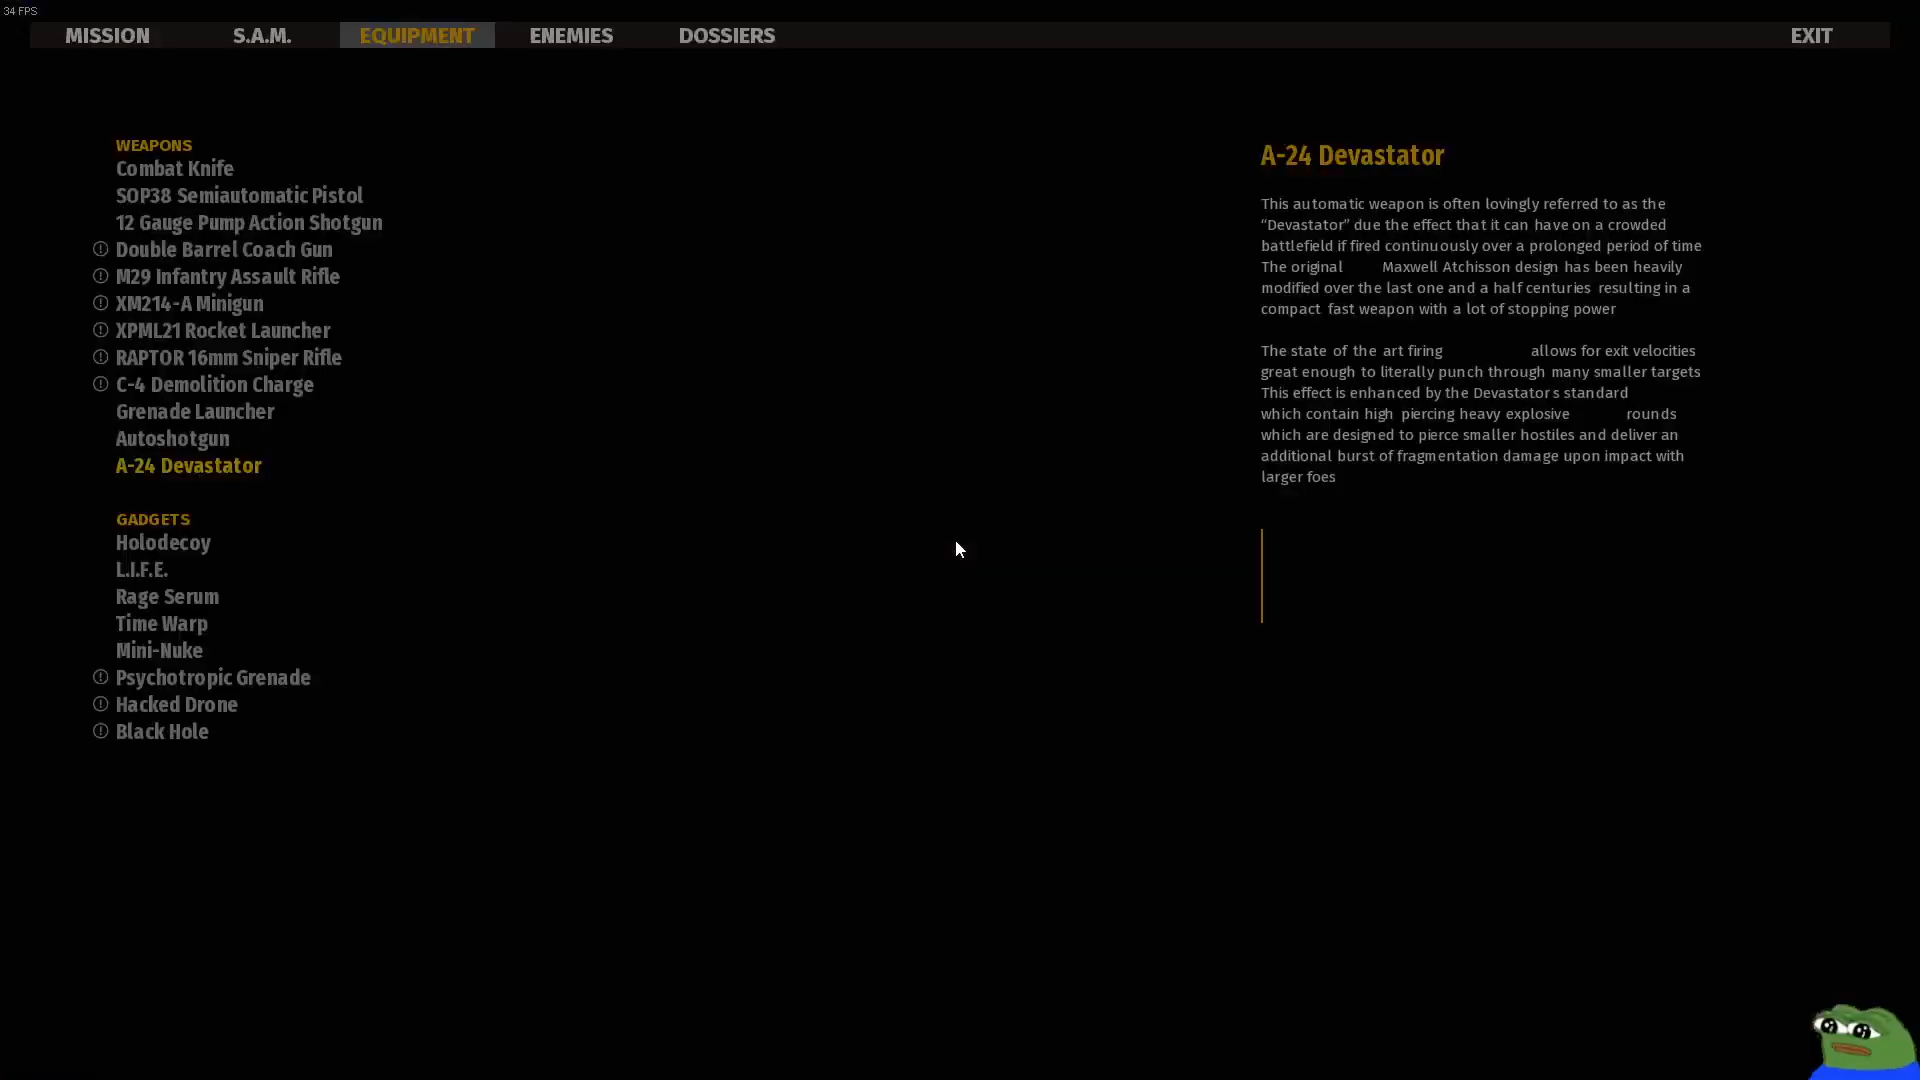 34 FPS
MISSION S.A.M. EQUIPMENT ENEMIES DOSSIERS EXIT
WEAPONS
Combat Knife
SOP38 Semiautomatic Pistol
12 Gauge Pump Action Shotgun
Double Barrel Coach Gun
M29 Infantry Assault Rifle
XM214-A Minigun
XPML21 Rocket Launcher
RAPTOR 16mm Sniper Rifle
C-4 Demolition Charge
Grenade Launcher
Autoshotgun
A-24 Devastator
GADGETS
Holodecoy
L.I.F.E.
Rage Serum
Time Warp
Mini-Nuke
Psychotropic Grenade
Hacked Drone
Black Hole
A-24 Devastator
This automatic weapon is often lovingly referred to as the
“Devastator” due the effect that it can have on a crowded
battlefield if fired continuously over a prolonged period of time
The original Maxwell Atchisson design has been heavily
modified over the last one and a half centuries resulting in a
compact fast weapon with a lot of stopping power
The state of the art firing allows for exit velocities
great enough to literally punch through many smaller targets
This effect is enhanced by the Devastator s standard
which contain high piercing heavy explosive rounds
which are designed to pierce smaller hostiles and deliver an
additional burst of fragmentation damage upon impact with
larger foes